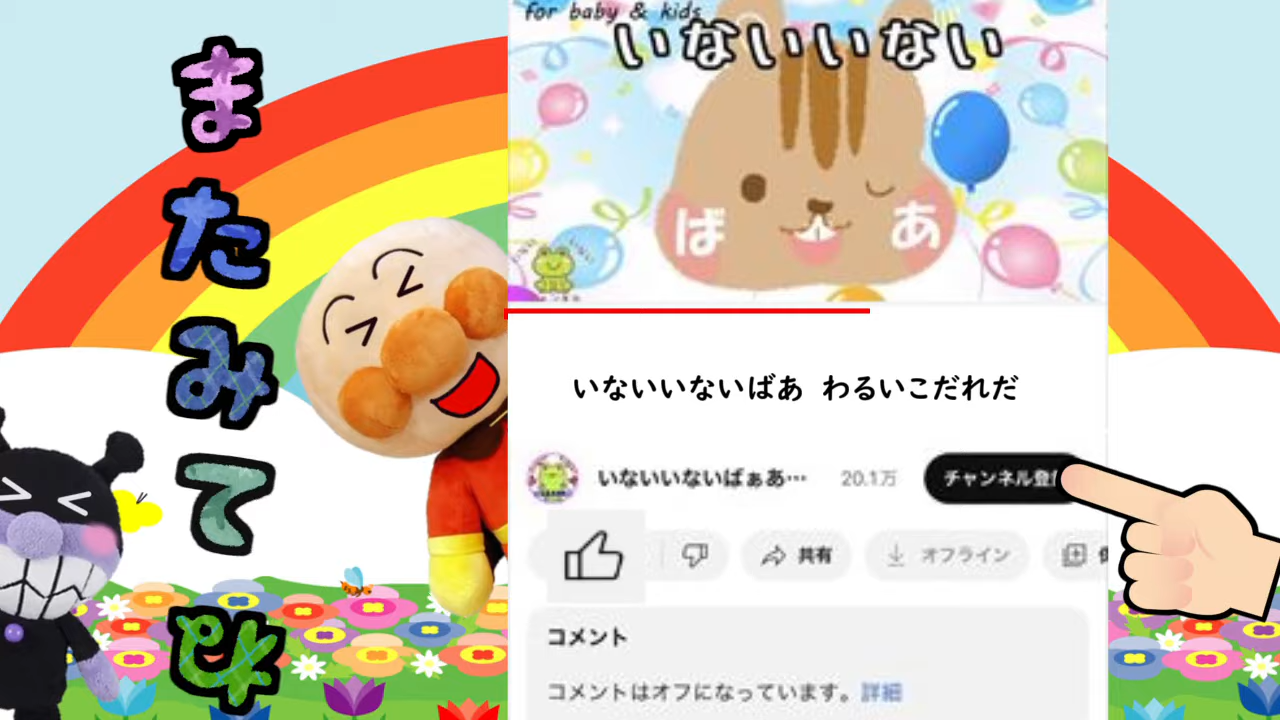 またみてね
for baby & kids
いないいない
ばあ
いないいないばあ わるいこだれだ
いないいないばぁあ… 20.1万 チャンネル登
共有 オフライン
コメント
コメントはオフになっています。詳細